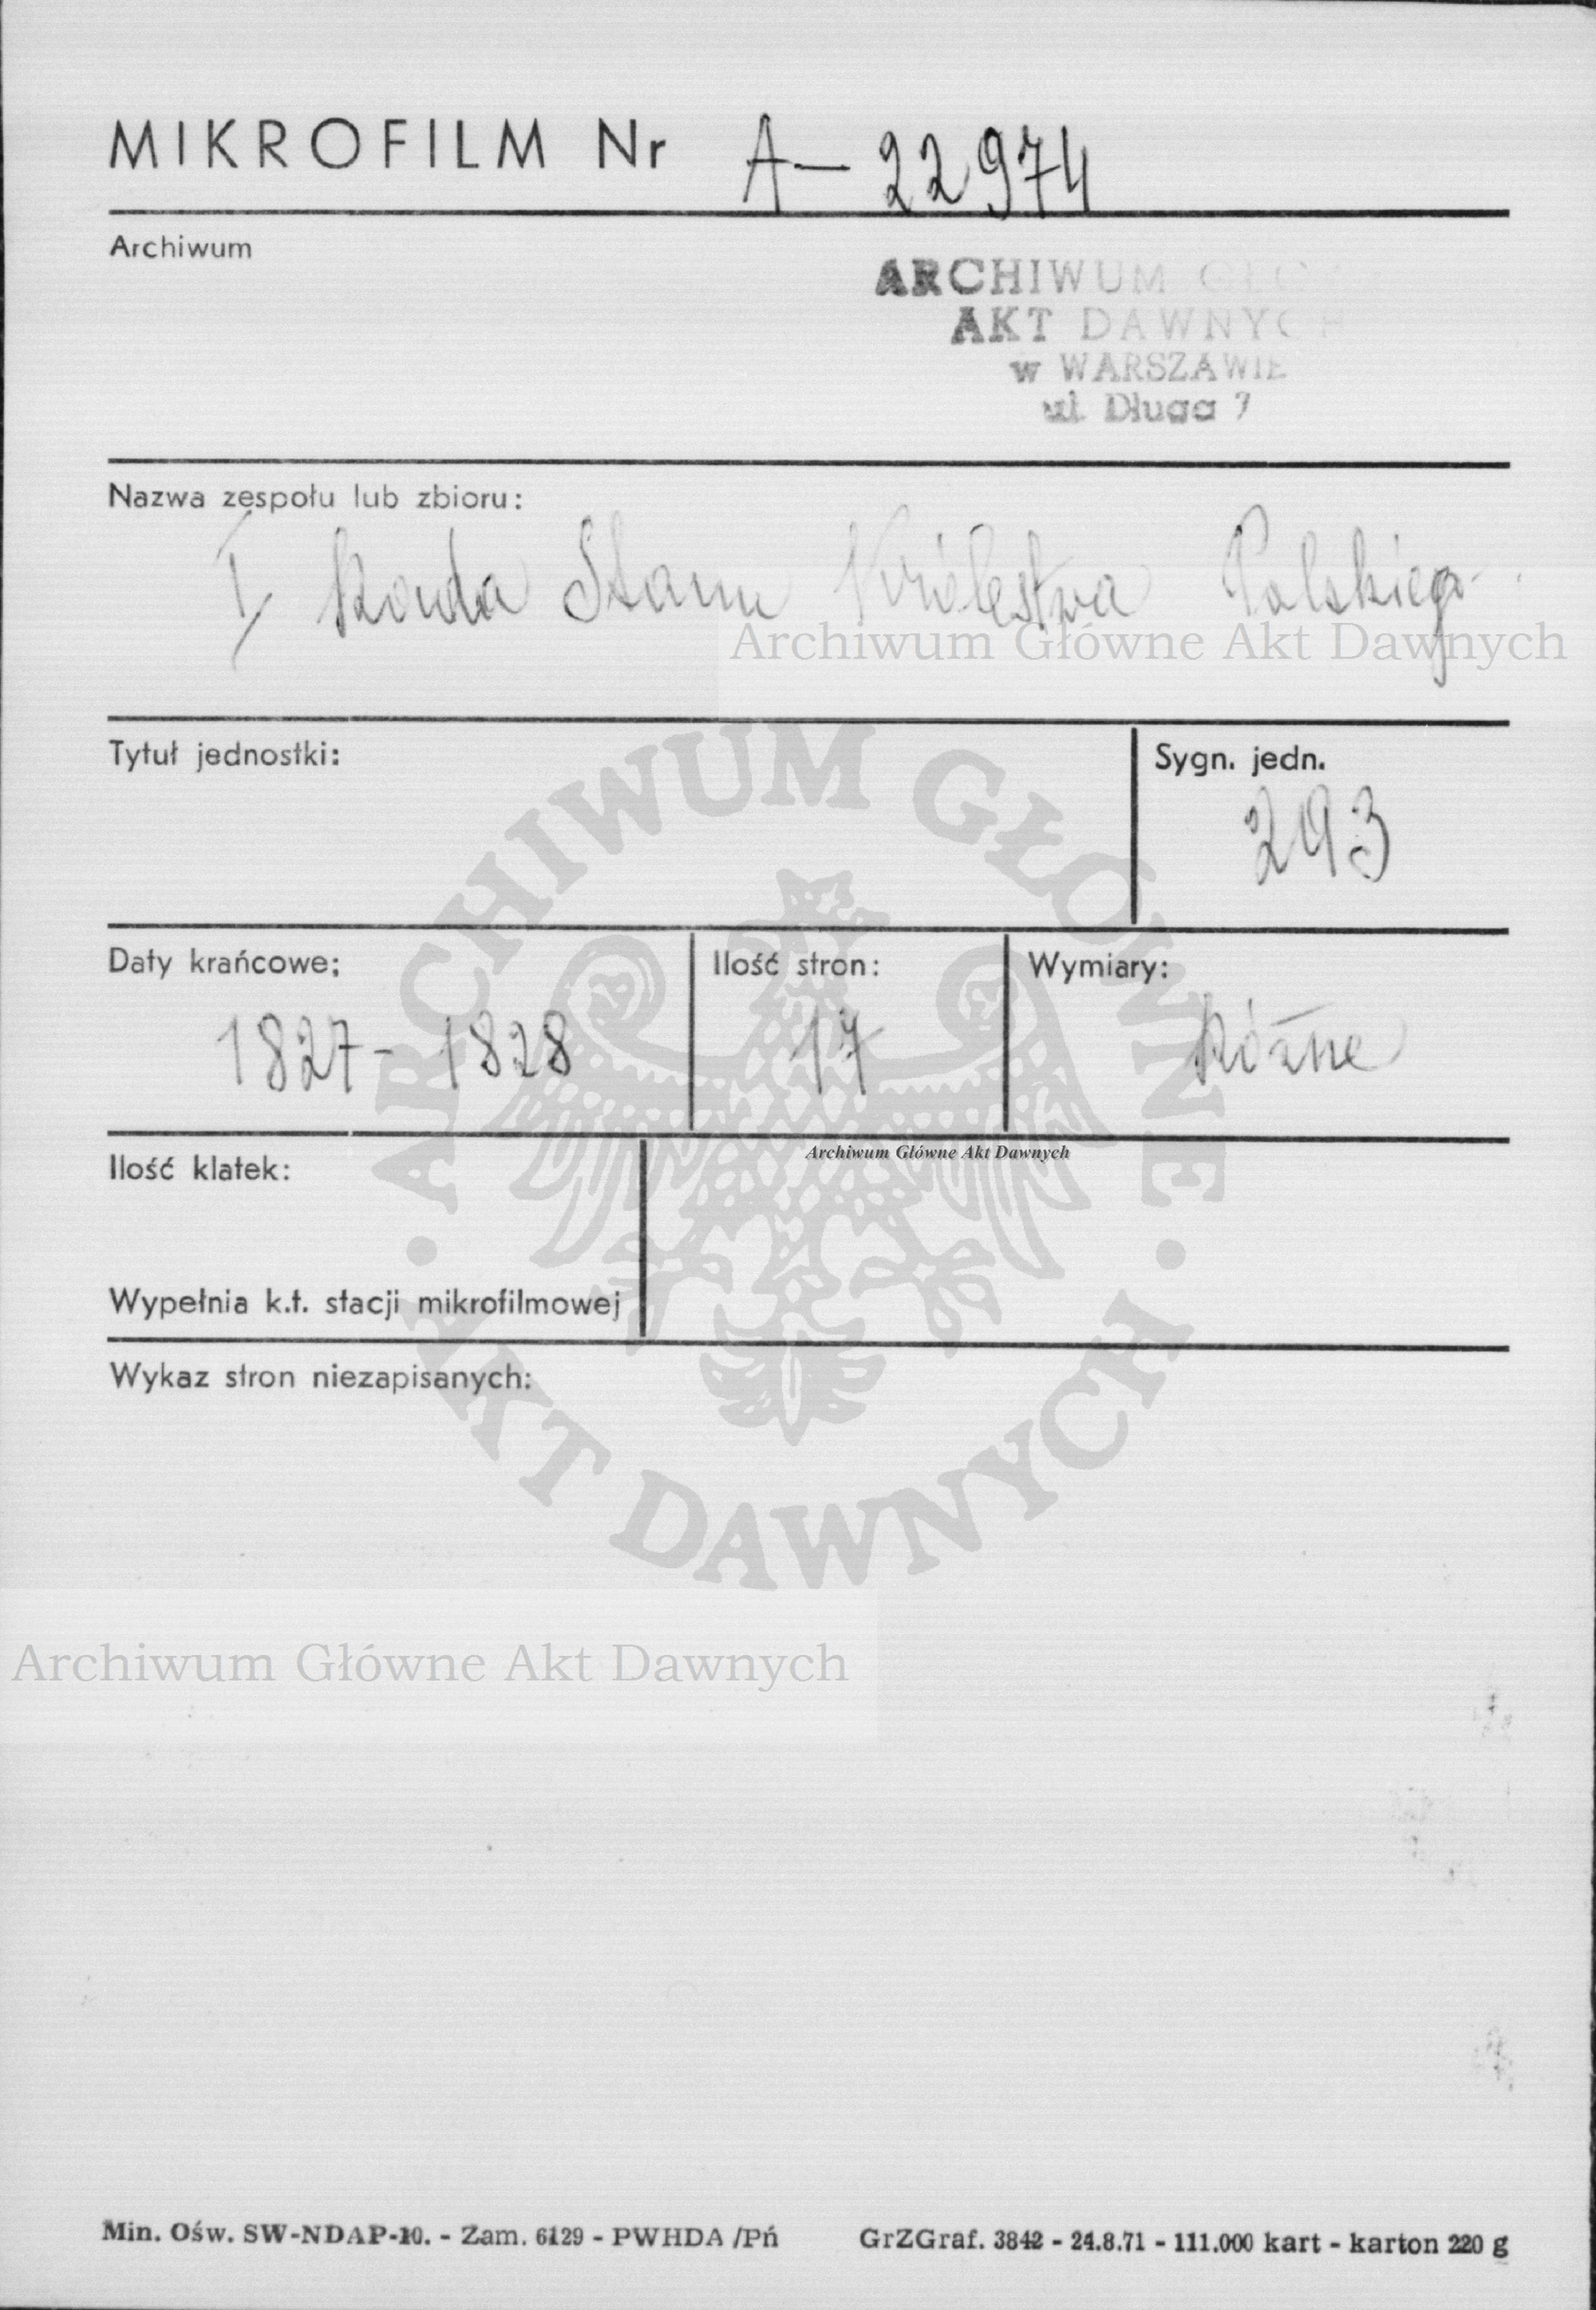 MIKROFILM Nr A-22974
Archiwum
ARCHIWUM GŁÓ
AKT DAWNYCH
w WARSZAWIE
ul. Długa 7
Nazwa zespołu lub zbioru:
I Rada Stanu Królestwa Polskiego
Archiwum Główne Akt Dawnych
Tytuł jednostki:
Sygn. jedn.
293
Daty krańcowe:
1827-1828
Ilość stron:
17
Wymiary:
Różne
Archiwum Główne Akt Dawnych
Ilość klatek:
Wypełnia k.t. stacji mikrofilmowej
Wykaz stron niezapisanych:
ARCHIWUM GŁÓWNE · AKT DAWNYCH ·
Archiwum Główne Akt Dawnych
Min. Ośw. SW-NDAP-10. - Zam. 6129 - PWHDA /Pń
GrZGraf. 3842 - 24.8.71 - 111.000 kart - karton 220 g